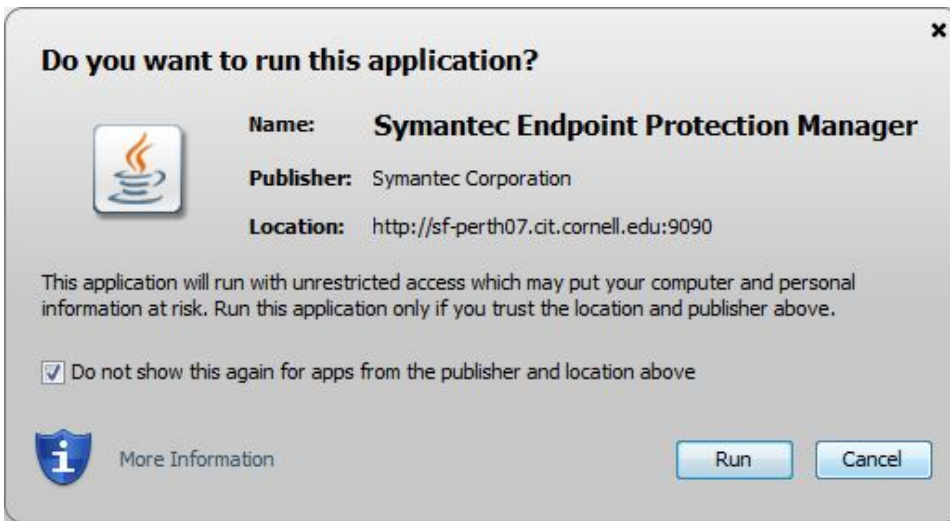 Do you want to run this application?
Name: Symantec Endpoint Protection Manager
Publisher: Symantec Corporation
Location: http://sf-perth07.cit.cornell.edu:9090
This application will run with unrestricted access which may put your computer and personal
information at risk. Run this application only if you trust the location and publisher above.
Do not show this again for apps from the publisher and location above
More Information
Run Cancel